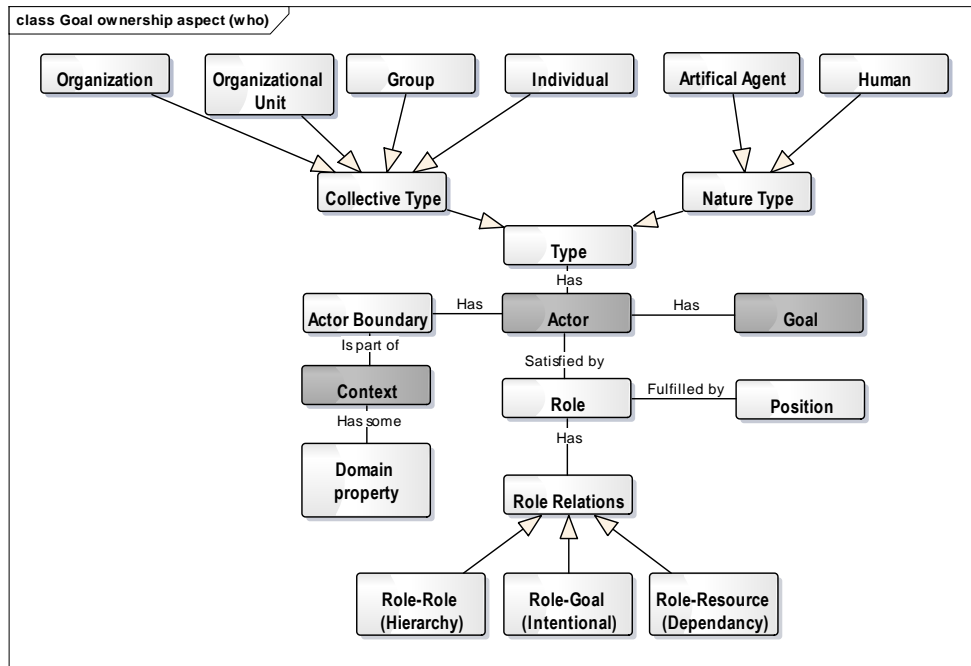 class Goal ownership aspect (who)
Organization
Organizational
Unit
Group
Individual
Artifical Agent
Human
Collective Type
Nature Type
Type
Has
Actor Boundary
Has
Actor
Has
Goal
Is part of
Satisfied by
Context
Role
Fulfilled by
Position
Has some
Has
Domain
property
Role Relations
Role-Role
(Hierarchy)
Role-Goal
(Intentional)
Role-Resource
(Dependancy)